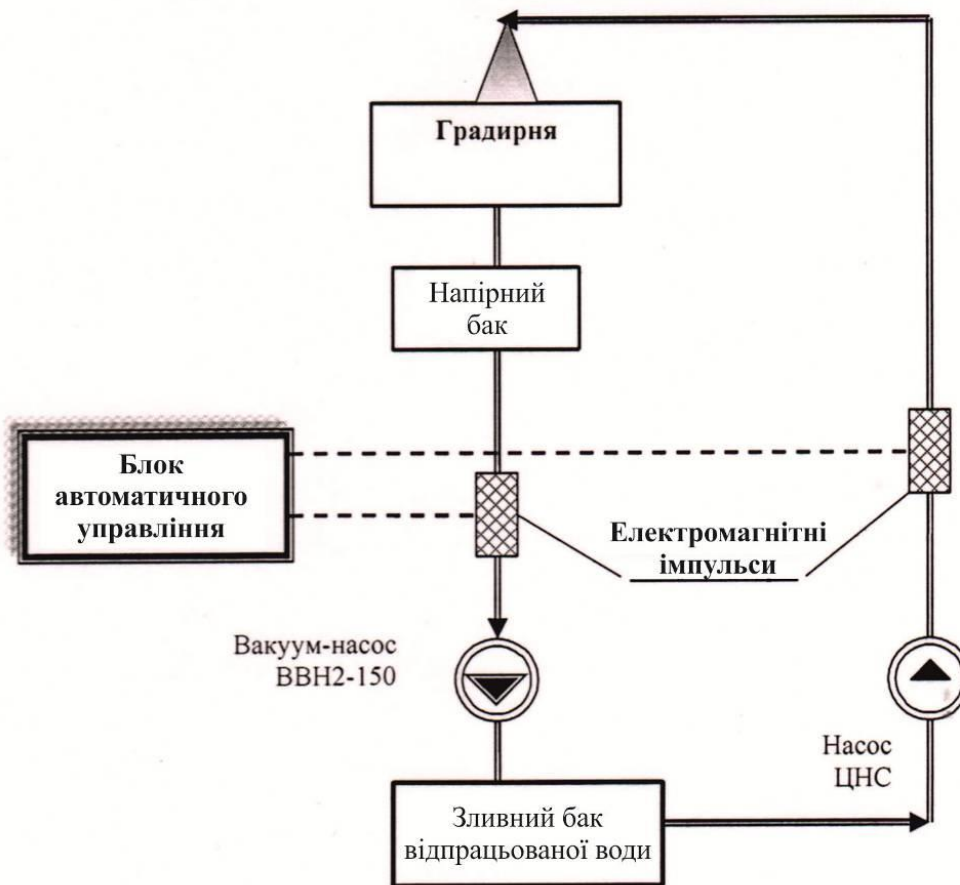 Градирня
Напірний
бак
Блок
автоматичного
управління
Електромагнітні
імпульси
Вакуум-насос
ВВН2-150
Насос
ЦНС
Зливний бак
відпрацьованої води